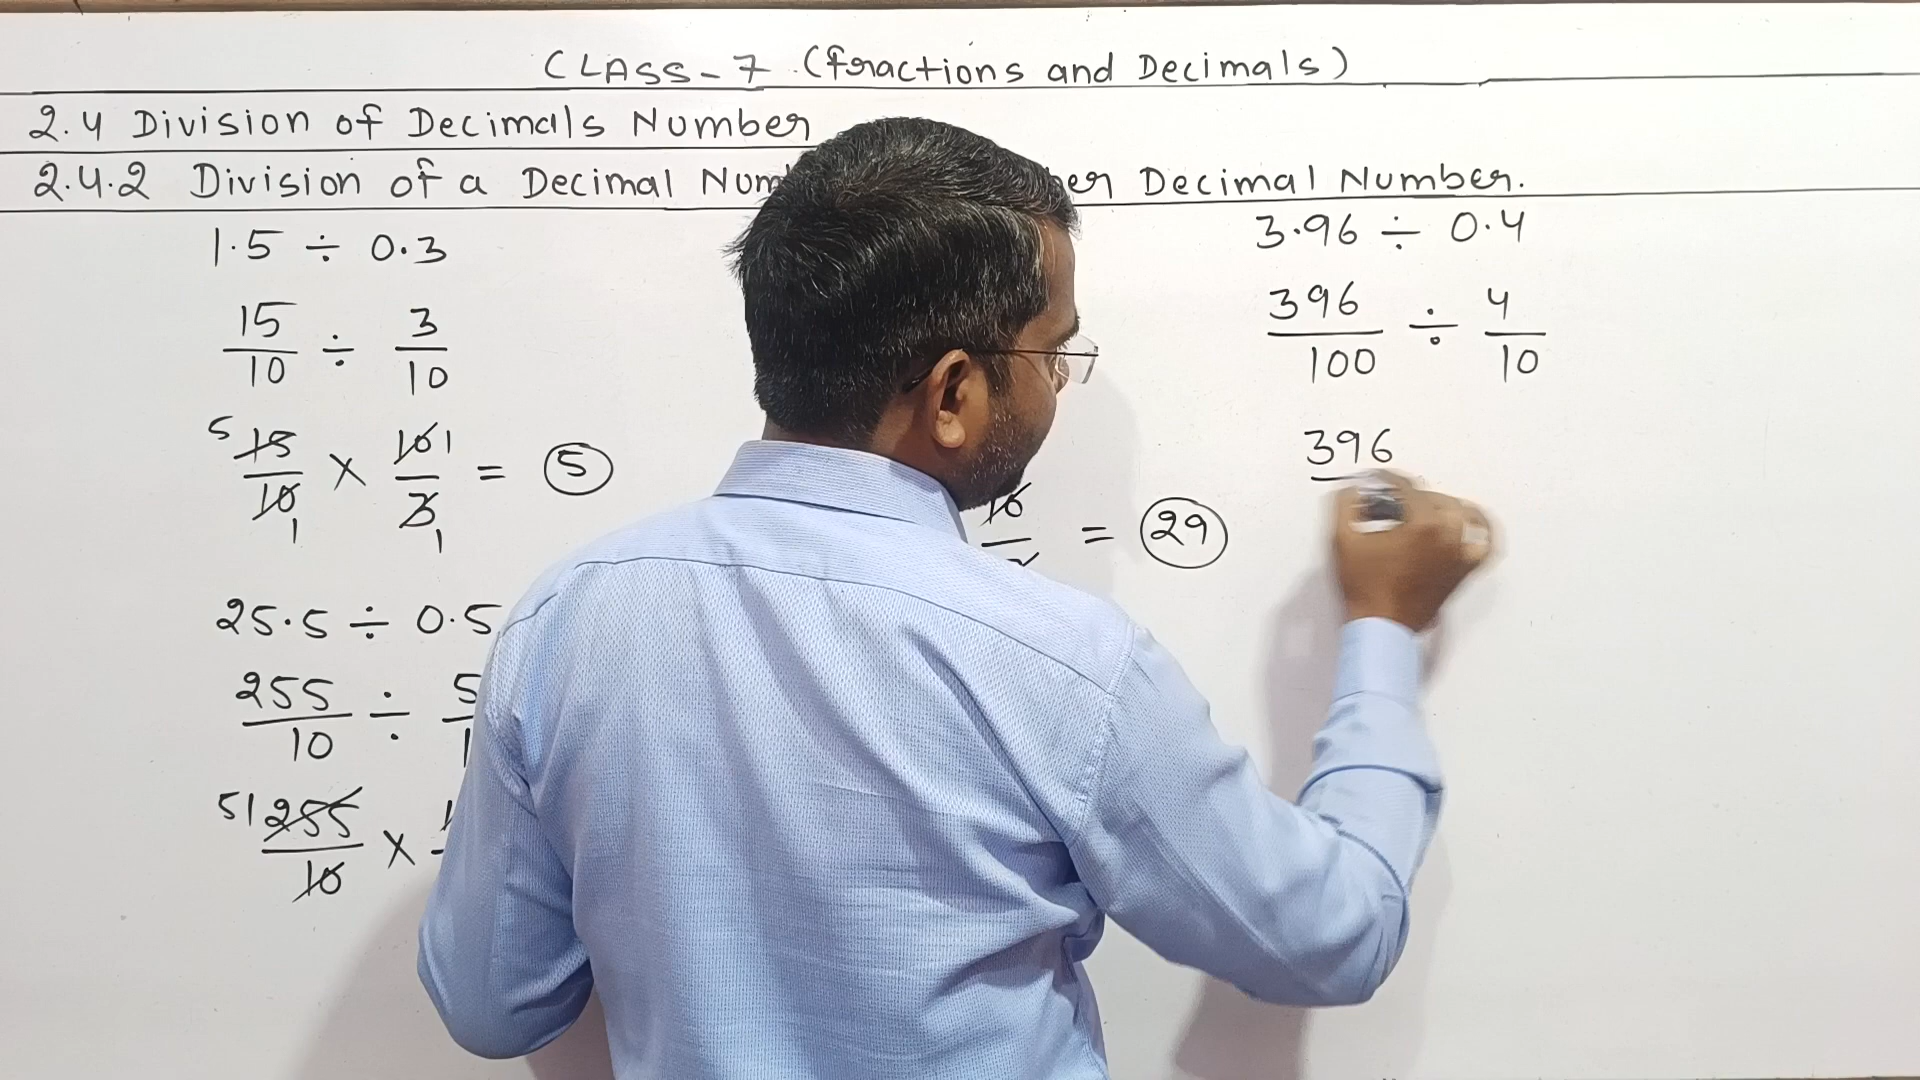 CLASS-7 (Fractions and Decimals)
2.4 Division of Decimals Number
2.4.2 Division of a Decimal Decimal Number.
1.5 ÷ 0.3
15/10 ÷ 3/10
5 15/10 1 × 10 1/3 1 = 5
25.5 ÷ 0.5
255/10 ÷ 5
51 255/10 ×
10 = 29
3.96 ÷ 0.4
396/100 ÷ 4/10
396